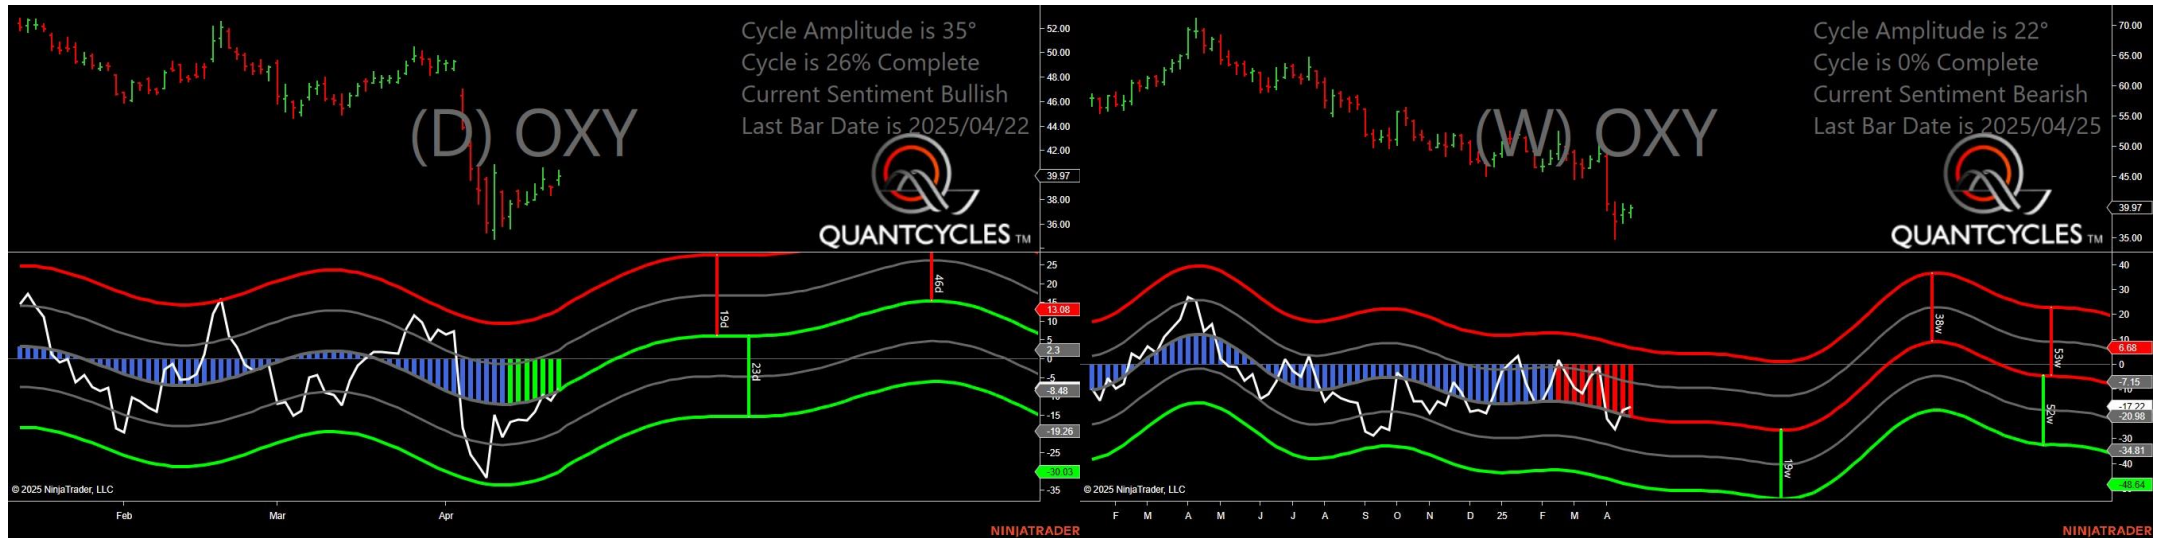 Cycle Amplitude is 35°
Cycle is 26% Complete
Current Sentiment Bullish
Last Bar Date is 2025/04/22
(D) OXY
QUANTCYCLES TM
52.00
50.00
48.00
46.00
44.00
42.00
39.97
38.00
36.00
25
20
15
13.08
10
5
2.3
0
-5
-8.48
-15
-19.26
-25
-30.03
-35
19d
23d
46d
© 2025 NinjaTrader, LLC
Feb Mar Apr
NINJATRADER
Cycle Amplitude is 22°
Cycle is 0% Complete
Current Sentiment Bearish
Last Bar Date is 2025/04/25
(W) OXY
QUANTCYCLES TM
70.00
65.00
60.00
55.00
50.00
45.00
39.97
35.00
40
30
20
10
6.68
0
-7.15
-10
-17.22
-20.98
-30
-34.81
-40
-48.64
19w
38w
53w
52w
© 2025 NinjaTrader, LLC
F M A M J J A S O N D 25 F M A
NINJATRADER